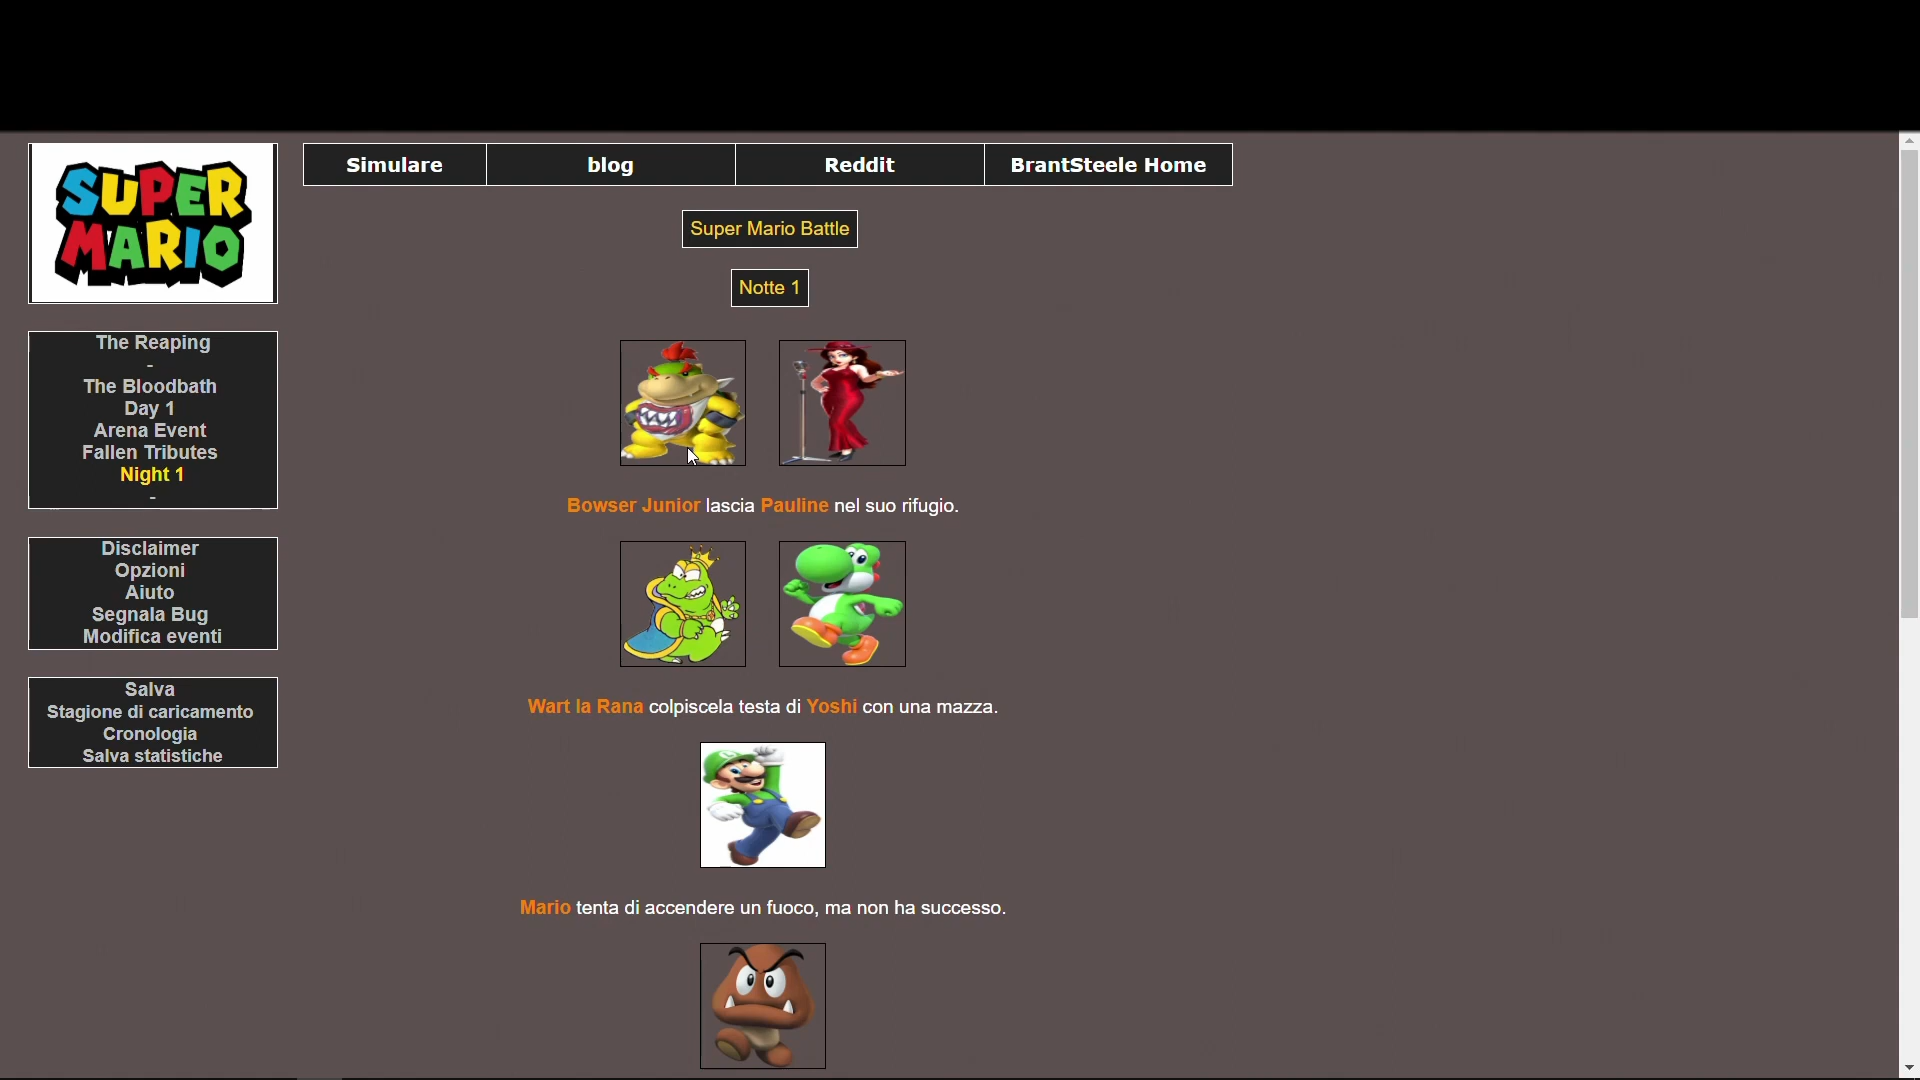 SUPER
MARIO
Simulare
blog
Reddit
BrantSteele Home
Super Mario Battle
Notte 1
The Reaping
-
The Bloodbath
Day 1
Arena Event
Fallen Tributes
Night 1
-
Disclaimer
Opzioni
Aiuto
Segnala Bug
Modifica eventi
Salva
Stagione di caricamento
Cronologia
Salva statistiche
Bowser Junior lascia Pauline nel suo rifugio.
Wart la Rana colpiscela testa di Yoshi con una mazza.
Mario tenta di accendere un fuoco, ma non ha successo.